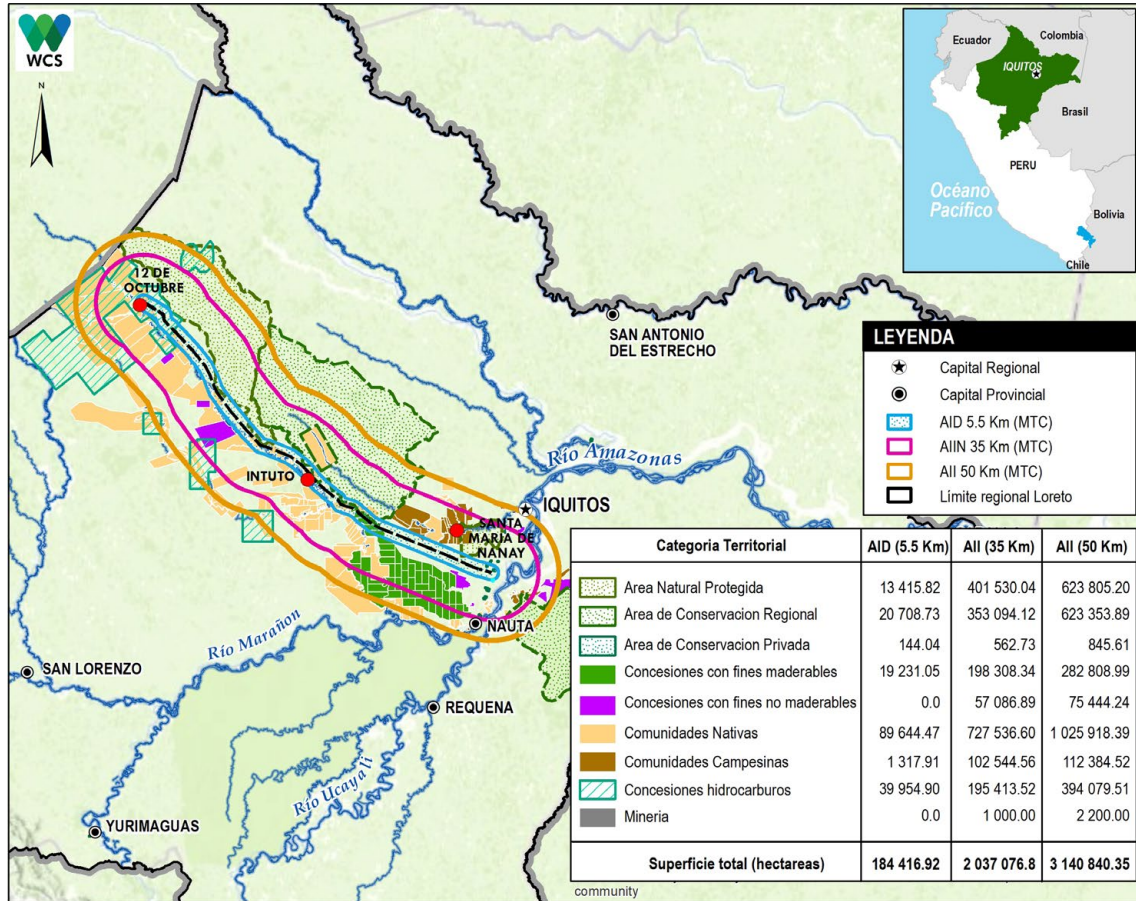 WCS
N
Ecuador
Colombia
IQUITOS
Brasil
PERU
Océano
Pacífico
Bolivia
Chile
12 DE
OCTUBRE
SAN ANTONIO
DEL ESTRECHO
INTUTO
Río Amazonas
IQUITOS
SANTA
MARÍA DE
NANAY
NAUTA
Río Marañon
SAN LORENZO
REQUENA
Río Ucayali
YURIMAGUAS
LEYENDA
Capital Regional
Capital Provincial
AID 5.5 Km (MTC)
AIIN 35 Km (MTC)
AII 50 Km (MTC)
Límite regional Loreto
Categoria Territorial AID (5.5 Km) AII (35 Km) AII (50 Km)
Area Natural Protegida 13 415.82 401 530.04 623 805.20
Area de Conservacion Regional 20 708.73 353 094.12 623 353.89
Area de Conservacion Privada 144.04 562.73 845.61
Concesiones con fines maderables 19 231.05 198 308.34 282 808.99
Concesiones con fines no maderables 0.0 57 086.89 75 444.24
Comunidades Nativas 89 644.47 727 536.60 1 025 918.39
Comunidades Campesinas 1 317.91 102 544.56 112 384.52
Concesiones hidrocarburos 39 954.90 195 413.52 394 079.51
Mineria 0.0 1 000.00 2 200.00
Superficie total (hectareas) 184 416.92 2 037 076.8 3 140 840.35
community